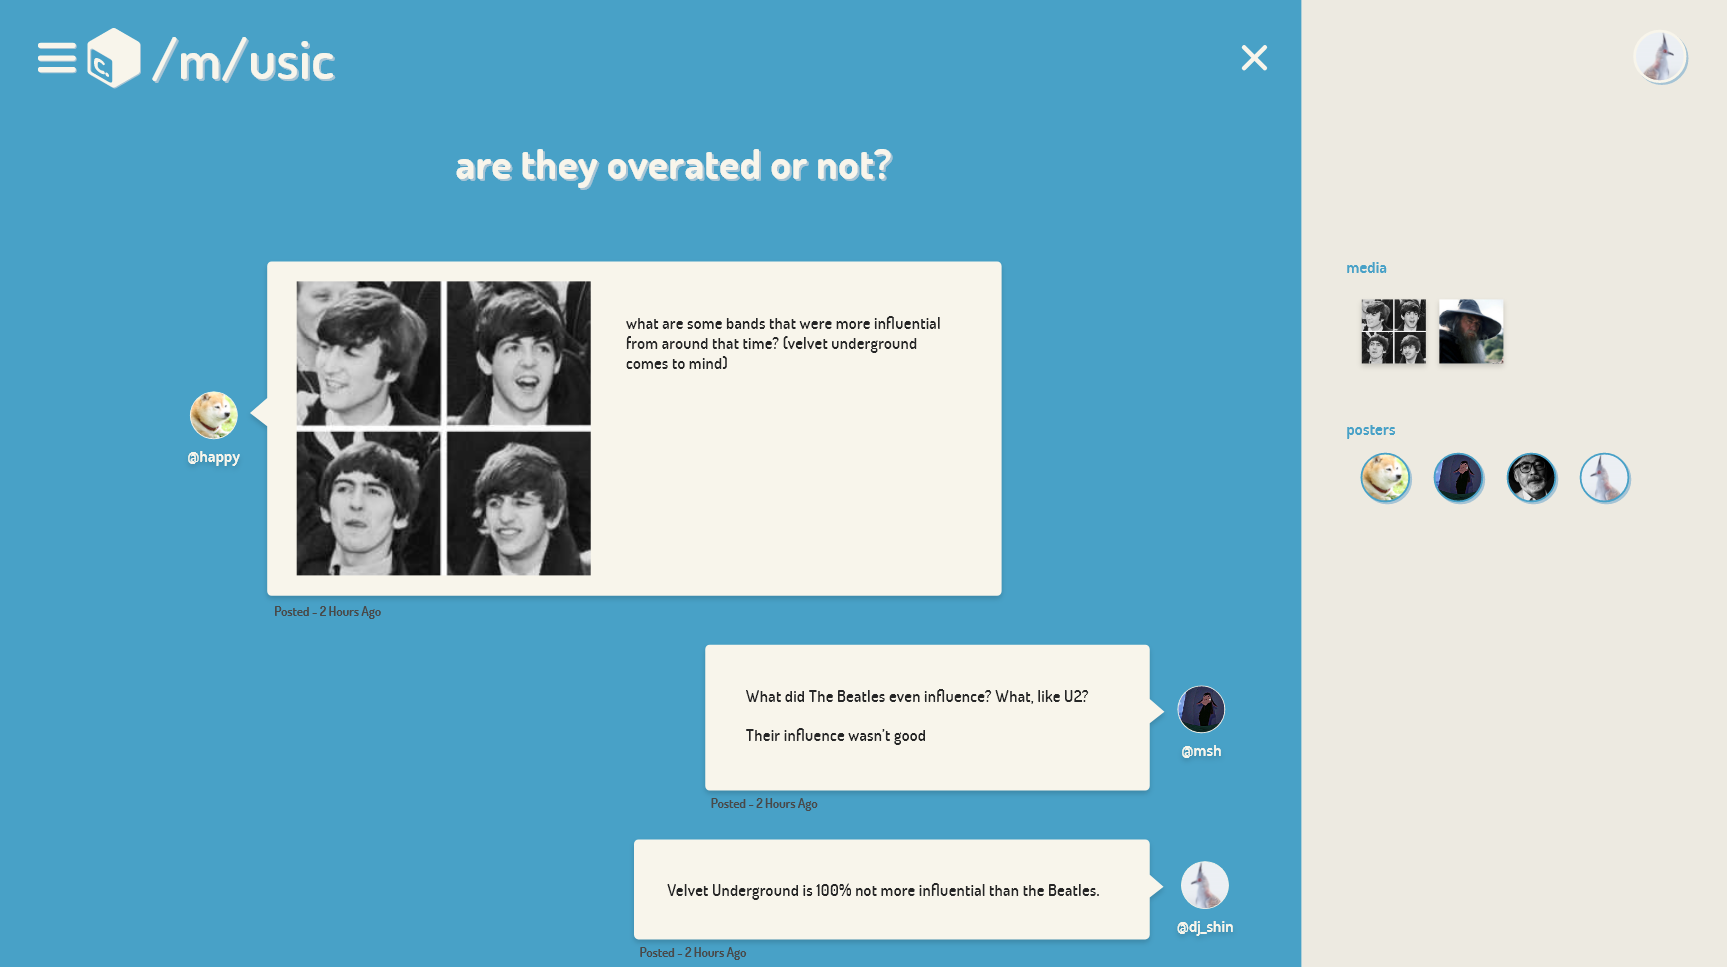 /m/usic
are they overated or not?
what are some bands that were more influential
from around that time? (velvet underground
comes to mind)
@happy
Posted - 2 Hours Ago
What did The Beatles even influence? What, like U2?
Their influence wasn't good
@msh
Posted - 2 Hours Ago
Velvet Underground is 100% not more influential than the Beatles.
@dj_shin
Posted - 2 Hours Ago
media
posters